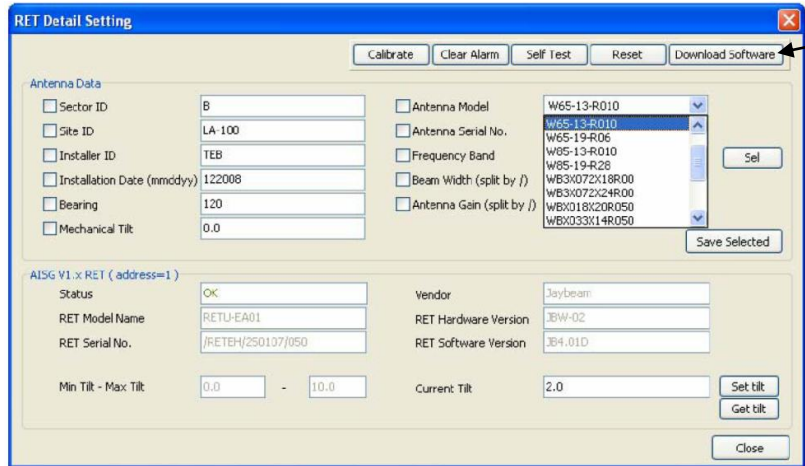 RET Detail Setting
Calibrate Clear Alarm Self Test Reset Download Software
Antenna Data
Sector ID B Antenna Model W65-13-R010
Site ID LA-100 Antenna Serial No. W65-13-R010
W65-19-R06
Installer ID TEB Frequency Band W85-13-R010
W85-19-R28 Sel
Installation Date (mmddyy) 122008 Beam Width (split by /) WB3X072X18R00
WB3X072X24R00
Bearing 120 Antenna Gain (split by /) WBX018X20R050
WBX033X14R050
Mechanical Tilt 0.0
Save Selected
AISG V1.x RET ( address=1 )
Status OK Vendor Jaybeam
RET Model Name RETU-EA01 RET Hardware Version JBW-02
RET Serial No. /RETEH/250107/050 RET Software Version JB4.01D
Min Tilt - Max Tilt 0.0 - 10.0 Current Tilt 2.0 Set tilt
Get tilt
Close